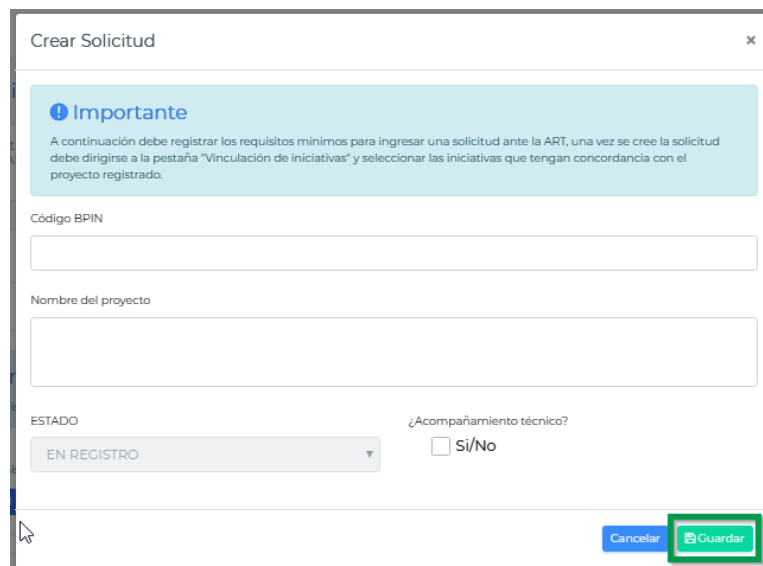 Crear Solicitud
×
Importante
A continuación debe registrar los requisitos mínimos para ingresar una solicitud ante la ART, una vez se cree la solicitud
debe dirigirse a la pestaña "Vinculación de iniciativas" y seleccionar las iniciativas que tengan concordancia con el
proyecto registrado.
Código BPIN
Nombre del proyecto
ESTADO ¿Acompañamiento técnico?
EN REGISTRO Si/No
Cancelar Guardar